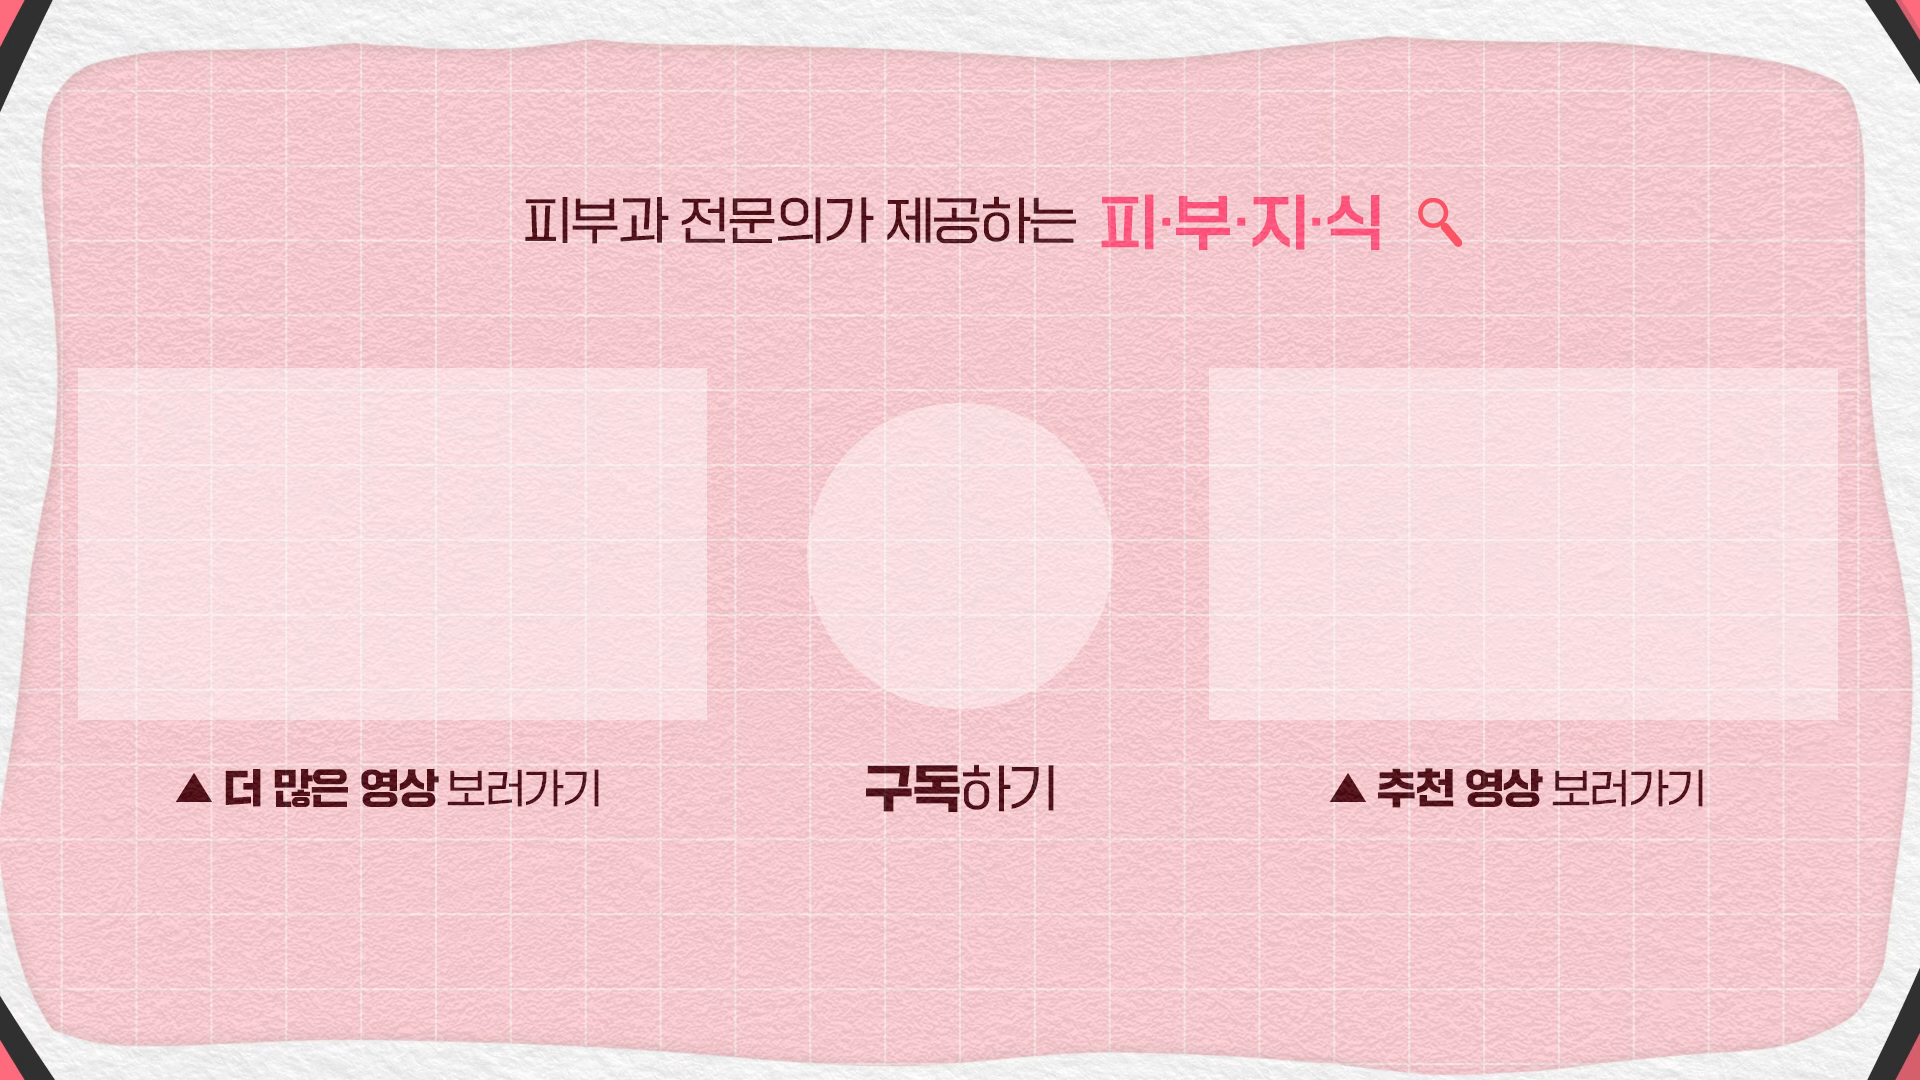 피부과 전문의가 제공하는 피·부·지·식
▲ 더 많은 영상 보러가기
구독하기
▲ 추천 영상 보러가기